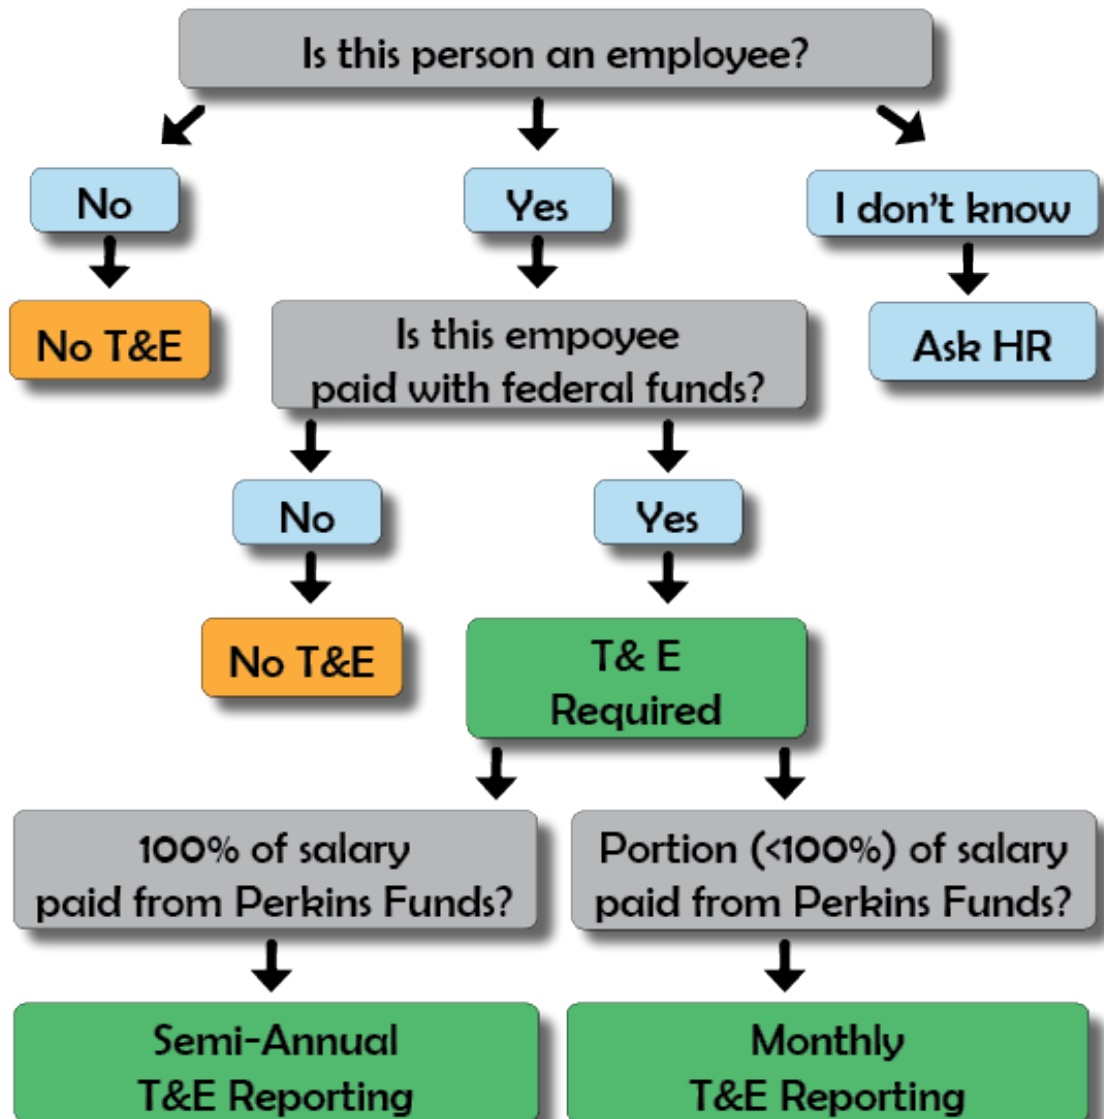 Is this person an employee?
No
Yes
I don't know
No T&E
Is this empoyee
paid with federal funds?
Ask HR
No
Yes
No T&E
T& E
Required
100% of salary
paid from Perkins Funds?
Portion (<100%) of salary
paid from Perkins Funds?
Semi-Annual
T&E Reporting
Monthly
T&E Reporting